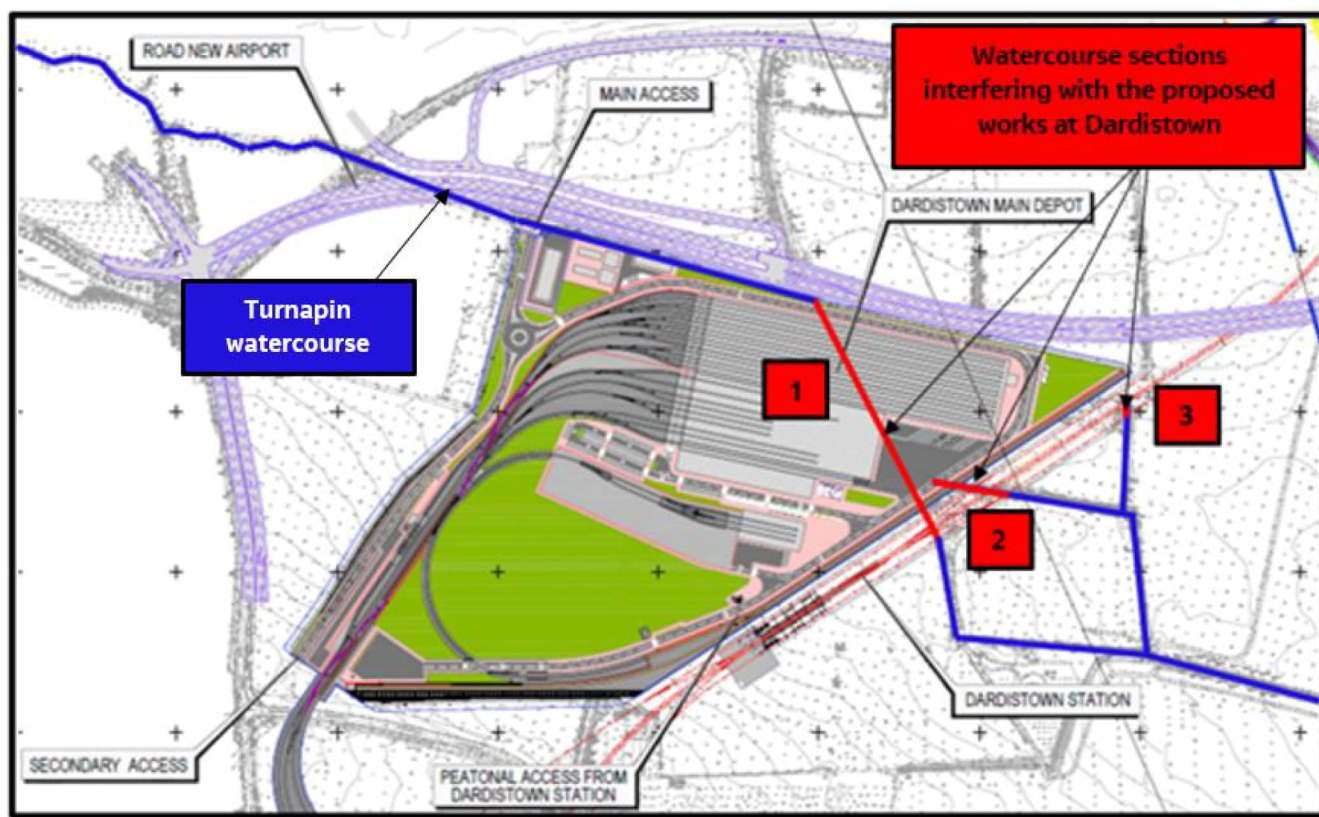 ROAD NEW AIRPORT
MAIN ACCESS
Watercourse sections
interfering with the proposed
works at Dardistown
DARDISTOWN MAIN DEPOT
Turnapin
watercourse
1
3
2
DARDISTOWN STATION
SECONDARY ACCESS
PEATONAL ACCESS FROM
DARDISTOWN STATION